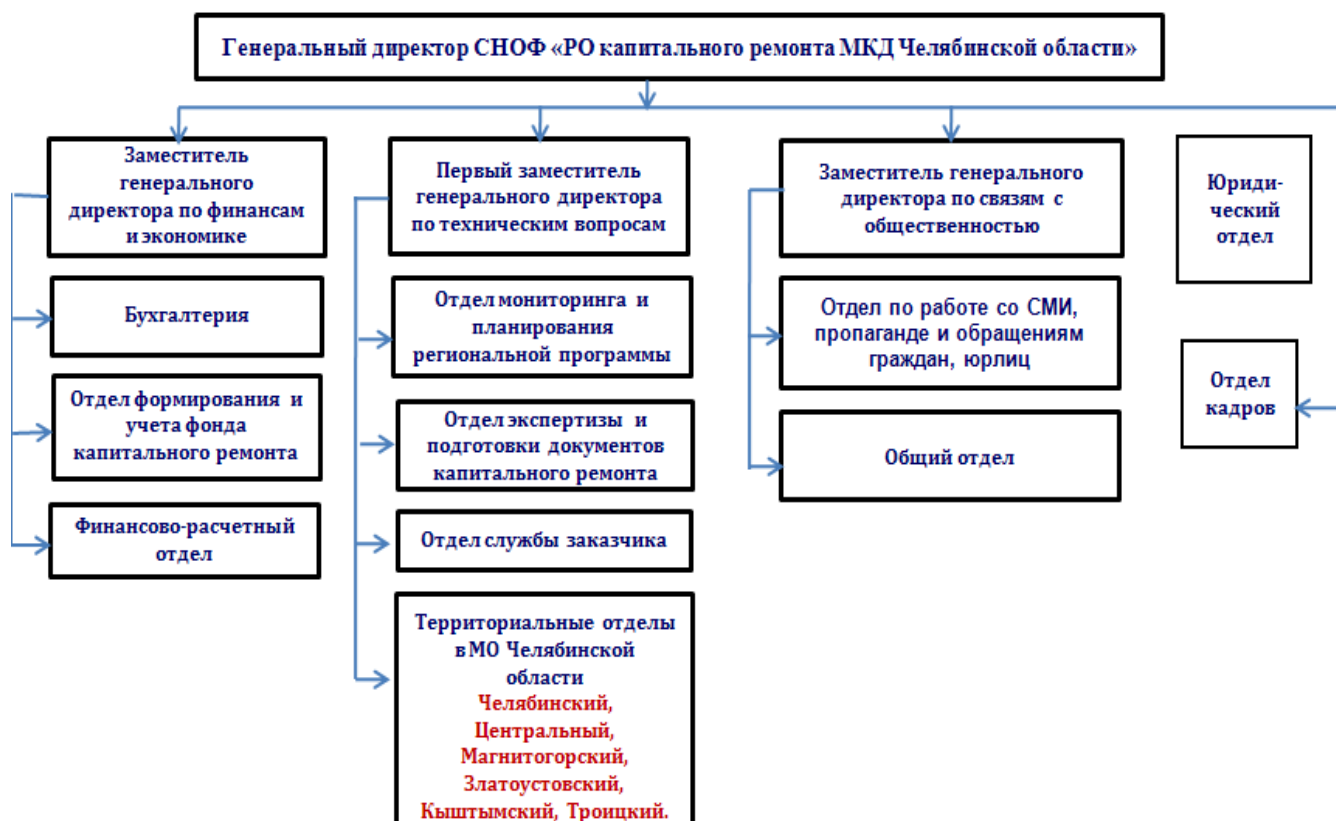 Генеральный директор СНОФ «РО капитального ремонта МКД Челябинской области»
Заместитель
генерального
директора по финансам
и экономике
Бухгалтерия
Отдел формирования и
учета фонда
капитального ремонта
Финансово-расчетный
отдел
Первый заместитель
генерального директора
по техническим вопросам
Отдел мониторинга и
планирования
региональной программы
Отдел экспертизы и
подготовки документов
капитального ремонта
Отдел службы заказчика
Территориальные отделы
в МО Челябинской
области
Челябинский,
Центральный,
Магнитогорский,
Златоустовский,
Кыштымский, Троицкий.
Заместитель генерального
директора по связям с
общественностью
Отдел по работе со СМИ,
пропаганде и обращениям
граждан, юрлиц
Общий отдел
Юриди-
ческий
отдел
Отдел
кадров